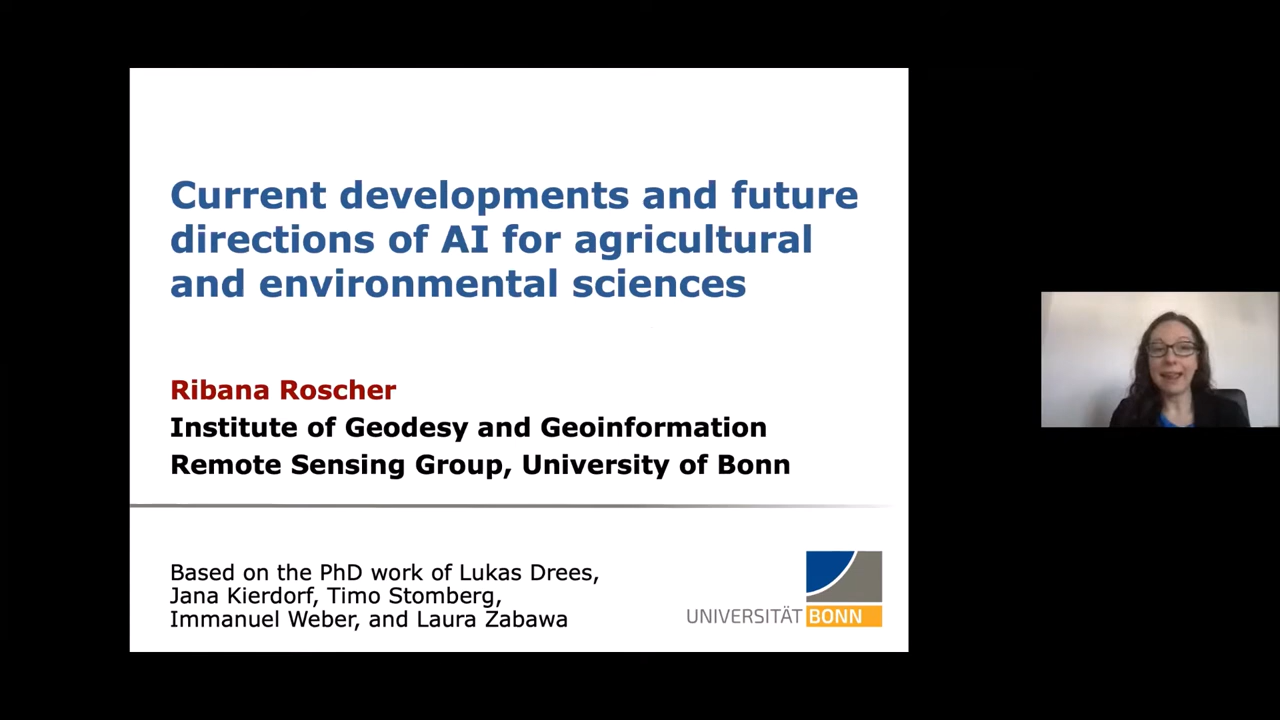 Current developments and future
directions of AI for agricultural
and environmental sciences
Ribana Roscher
Institute of Geodesy and Geoinformation
Remote Sensing Group, University of Bonn
Based on the PhD work of Lukas Drees,
Jana Kierdorf, Timo Stomberg,
Immanuel Weber, and Laura Zabawa
UNIVERSITÄT BONN